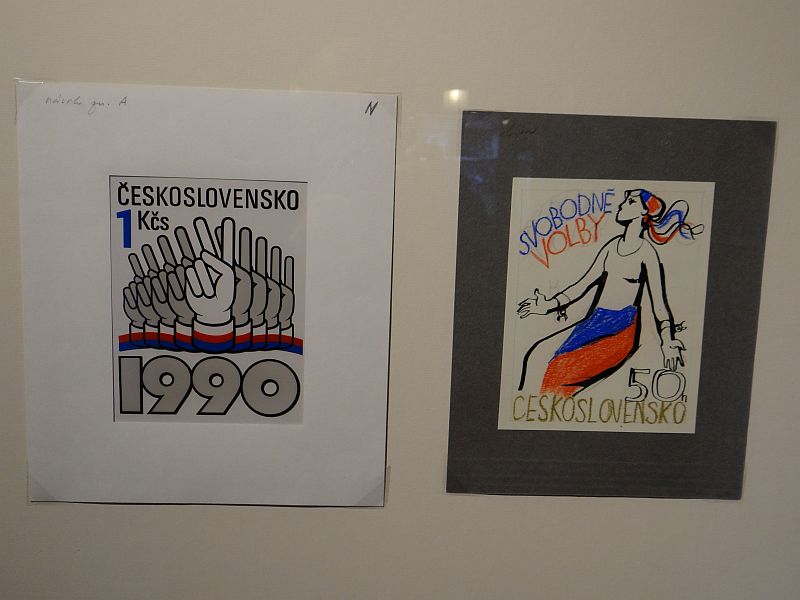 A
N
ČESKOSLOVENSKO
1 Kčs
1990
SVOBODNÉ
VOLBY
50h
ČESKOSLOVENSKO